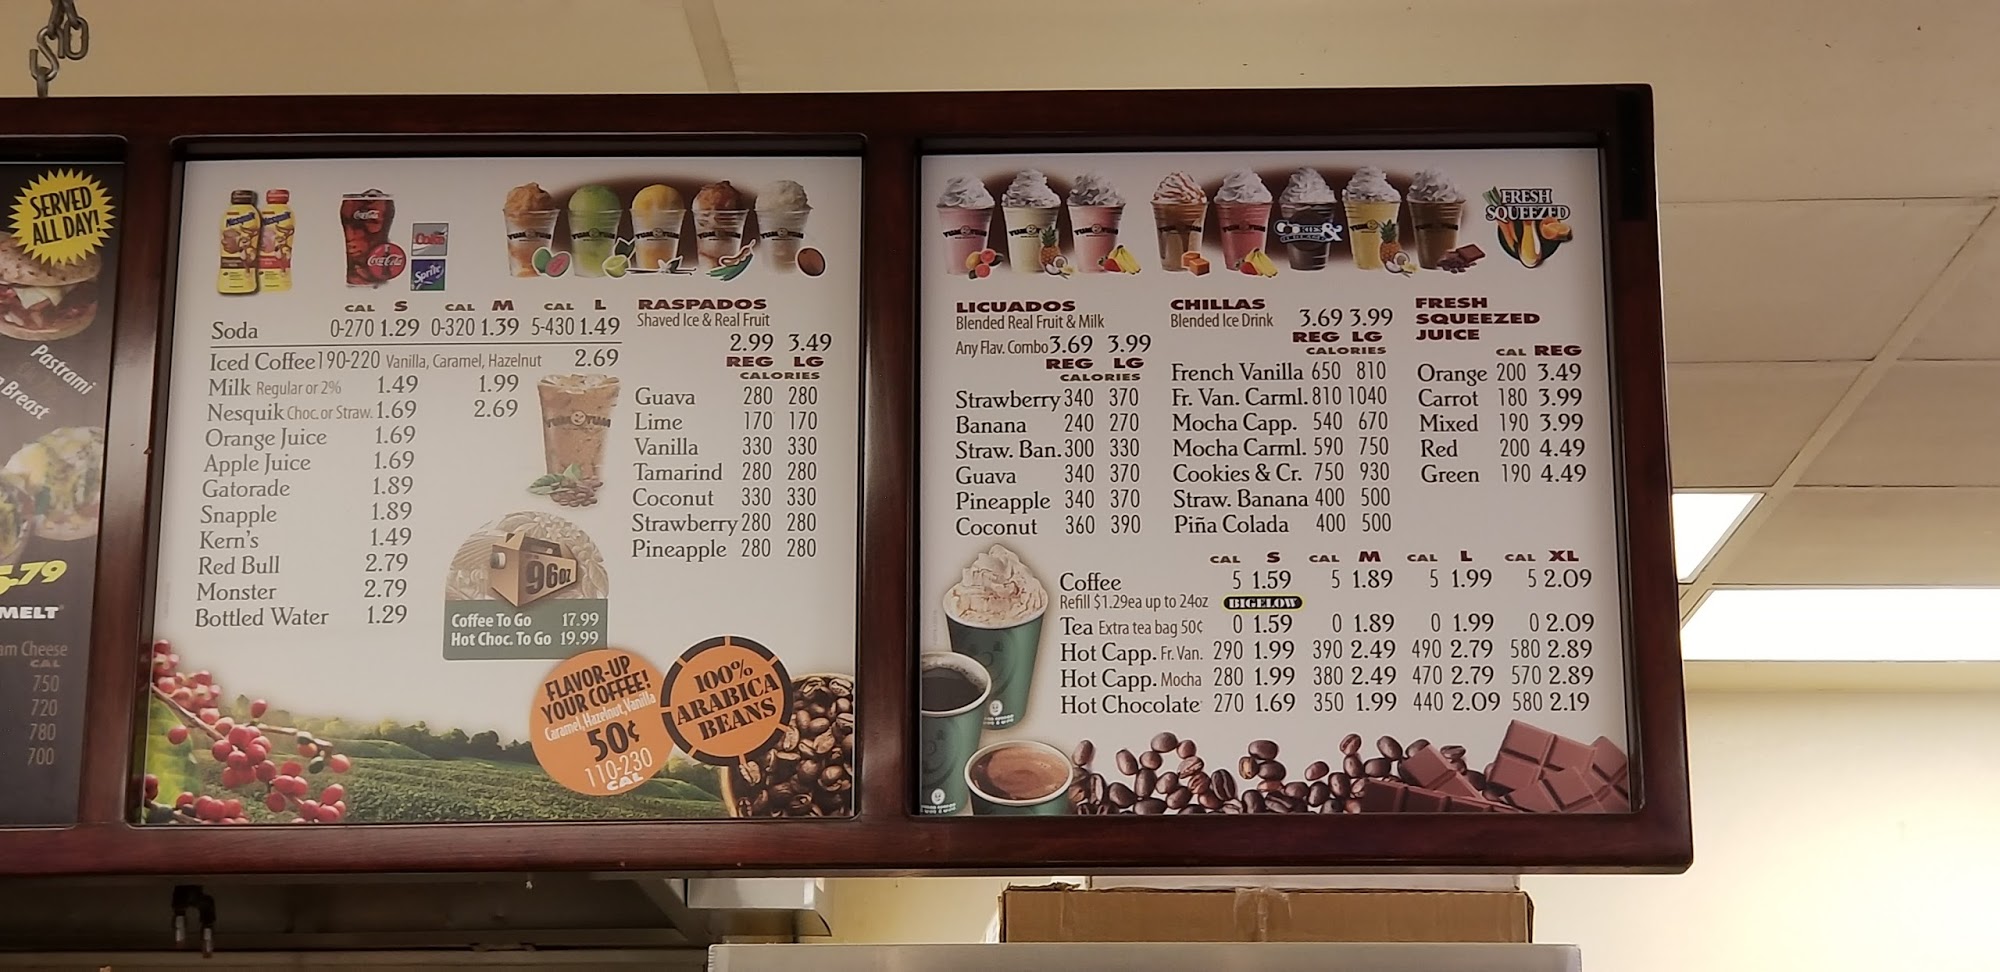 SERVED
ALL DAY!
Pastrami
Breast
5.79
MELT
am Cheese
CAL
750
720
780
700
Coca-Cola
Coke
Coca-Cola
Sprite
YUM YUM
CAL S CAL M CAL L
Soda 0-270 1.29 0-320 1.39 5-430 1.49
Iced Coffee 190-220 Vanilla, Caramel, Hazelnut 2.69
Milk Regular or 2% 1.49 1.99
Nesquik Choc. or Straw. 1.69 2.69
Orange Juice 1.69
Apple Juice 1.69
Gatorade 1.89
Snapple 1.89
Kern's 1.49
Red Bull 2.79
Monster 2.79
Bottled Water 1.29
YUM YUM
96oz
Coffee To Go 17.99
Hot Choc. To Go 19.99
RASPADOS
Shaved Ice & Real Fruit
2.99 3.49
REG LG
CALORIES
Guava 280 280
Lime 170 170
Vanilla 330 330
Tamarind 280 280
Coconut 330 330
Strawberry 280 280
Pineapple 280 280
FLAVOR-UP
YOUR COFFEE!
Caramel, Hazelnut, Vanilla
50¢
110-230
CAL
100%
ARABICA
BEANS
COOKIES &
FRESH
SQUEEZED
LICUADOS
Blended Real Fruit & Milk
Any Flav. Combo 3.69 3.99
REG LG
CALORIES
Strawberry 340 370
Banana 240 270
Straw. Ban. 300 330
Guava 340 370
Pineapple 340 370
Coconut 360 390
CHILLAS
Blended Ice Drink 3.69 3.99
REG LG
CALORIES
French Vanilla 650 810
Fr. Van. Carml. 810 1040
Mocha Capp. 540 670
Mocha Carml. 590 750
Cookies & Cr. 750 930
Straw. Banana 400 500
Piña Colada 400 500
FRESH
SQUEEZED
JUICE
CAL REG
Orange 200 3.49
Carrot 180 3.99
Mixed 190 3.99
Red 200 4.49
Green 190 4.49
CAL S CAL M CAL L CAL XL
Coffee 5 1.59 5 1.89 5 1.99 5 2.09
Refill $1.29ea up to 24oz BIGELOW
Tea Extra tea bag 50¢ 0 1.59 0 1.89 0 1.99 0 2.09
Hot Capp. Fr. Van. 290 1.99 390 2.49 490 2.79 580 2.89
Hot Capp. Mocha 280 1.99 380 2.49 470 2.79 570 2.89
Hot Chocolate 270 1.69 350 1.99 440 2.09 580 2.19